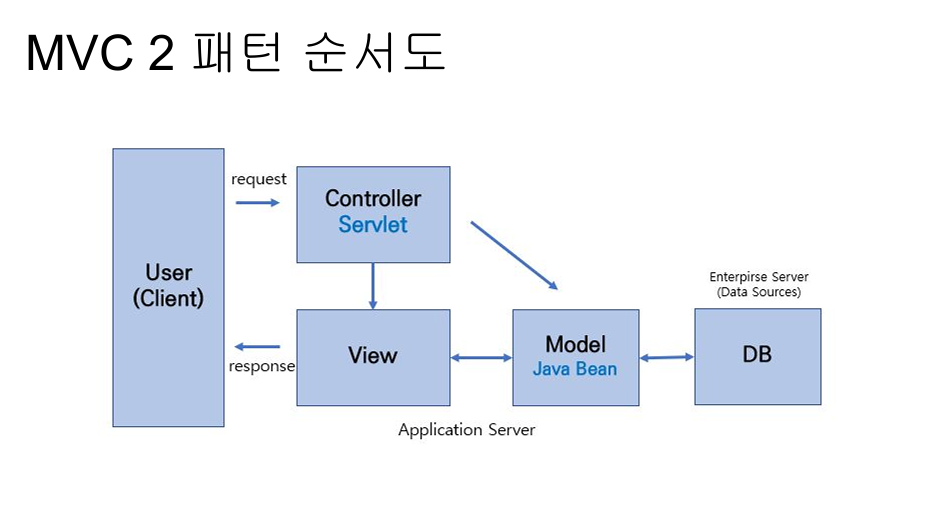 MVC 2 패턴 순서도
request
Controller
Servlet
User
(Client)
Enterpirse Server
(Data Sources)
View
Model
Java Bean
DB
response
Application Server